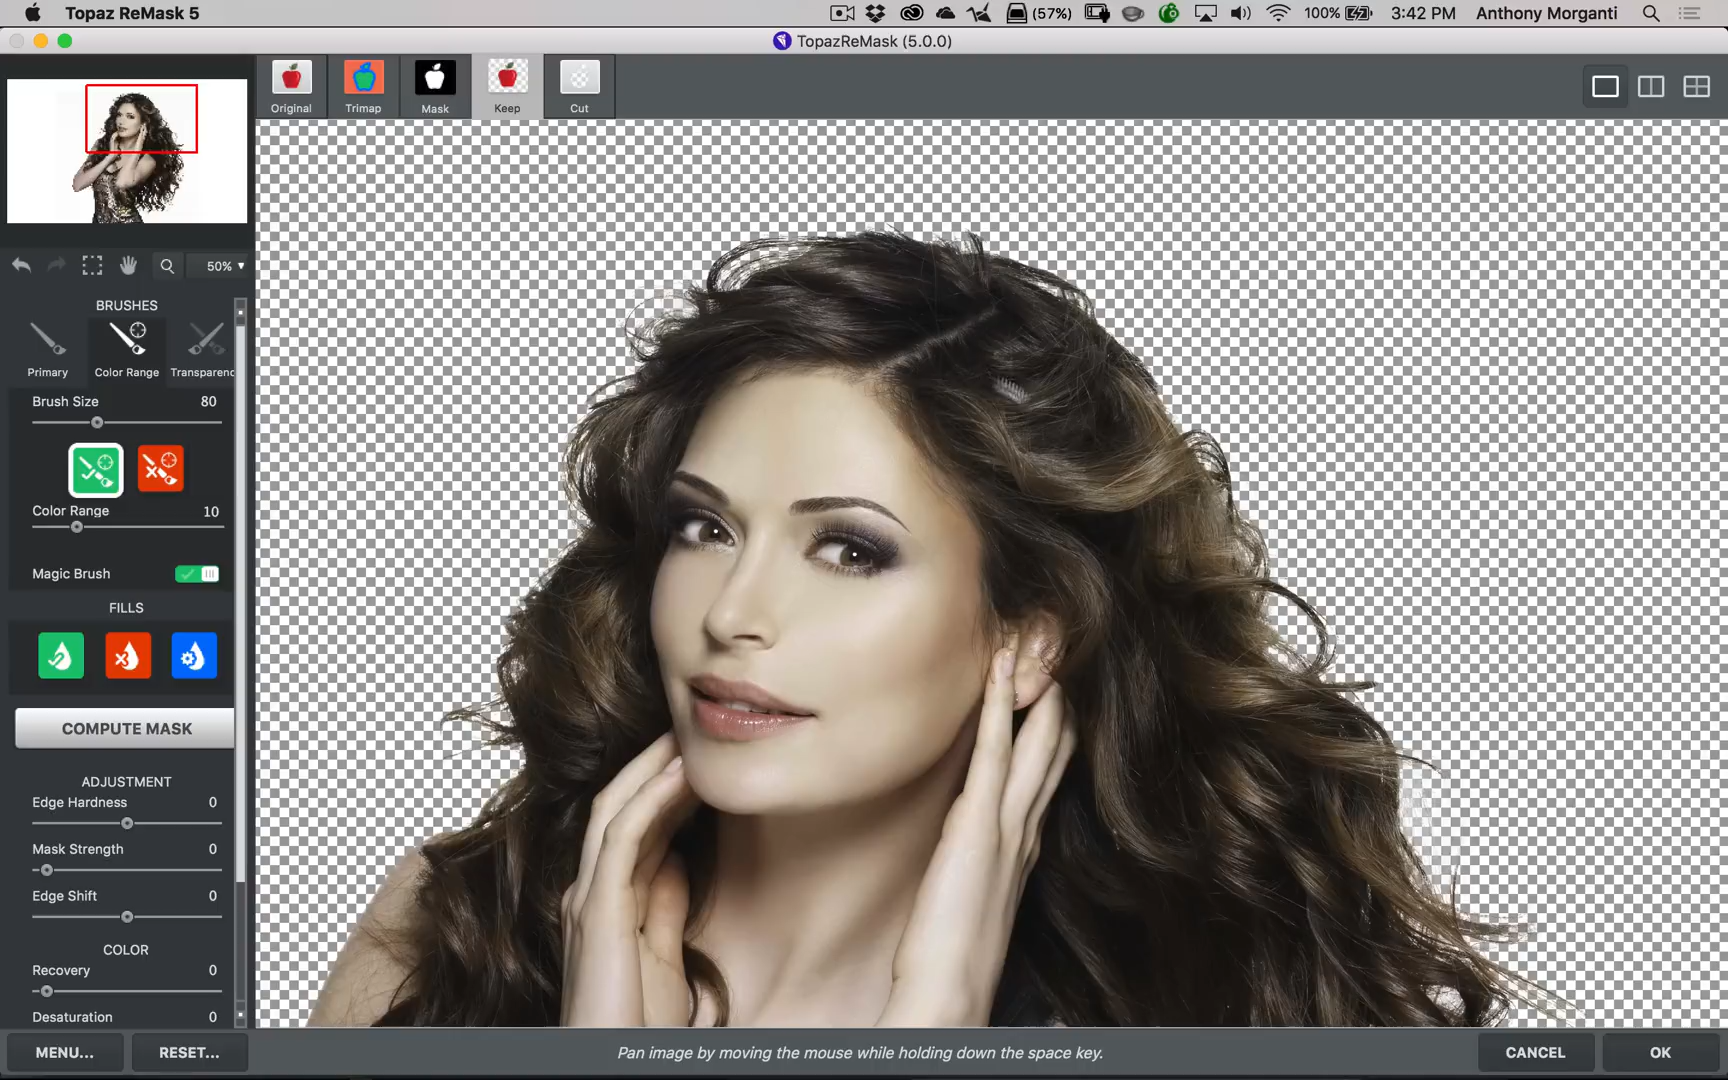 Topaz ReMask 5
(57%)
100%
3:42 PM
Anthony Morganti
TopazReMask (5.0.0)
Original
Trimap
Mask
Keep
Cut
50%
BRUSHES
Primary
Color Range
Transparenc
Brush Size 80
Color Range 10
Magic Brush
FILLS
COMPUTE MASK
ADJUSTMENT
Edge Hardness 0
Mask Strength 0
Edge Shift 0
COLOR
Recovery 0
Desaturation 0
MENU...
RESET...
Pan image by moving the mouse while holding down the space key.
CANCEL
OK